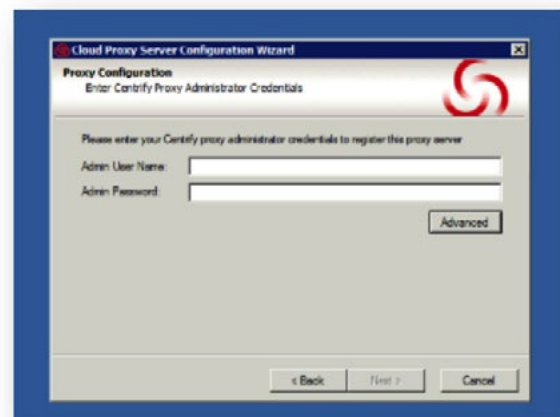 Cloud Proxy Server Configuration Wizard
Proxy Configuration
Enter Centrify Proxy Administrator Credentials
Please enter your Centrify proxy administrator credentials to register this proxy server
Admin User Name:
Admin Password:
Advanced
< Back Next > Cancel